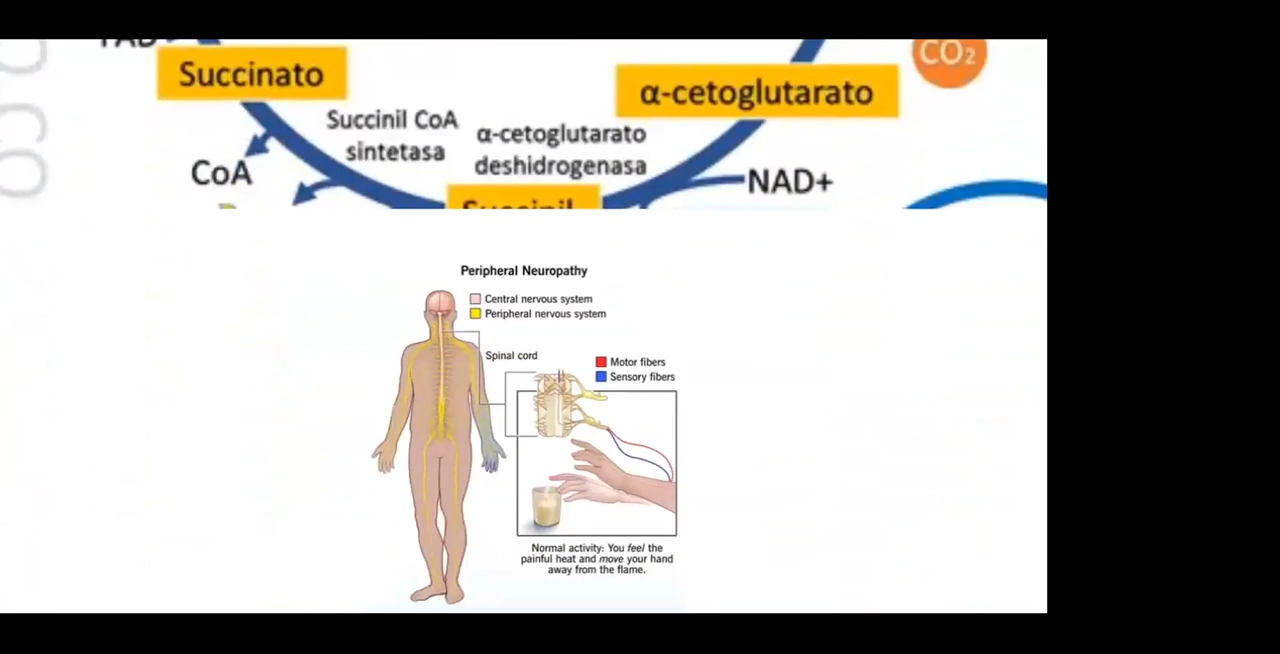 FAD
Succinato
CO2
α-cetoglutarato
Succinil CoA
sintetasa
α-cetoglutarato
deshidrogenasa
CoA
NAD+
Succinil
Peripheral Neuropathy
Central nervous system
Peripheral nervous system
Spinal cord
Motor fibers
Sensory fibers
Normal activity: You feel the
painful heat and move your hand
away from the flame.